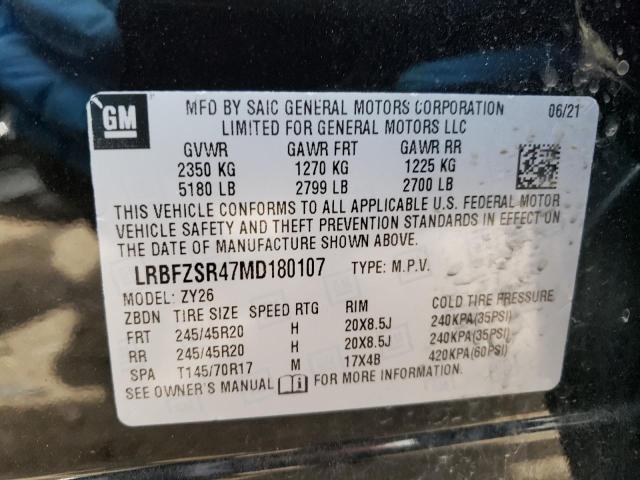 GM
MFD BY SAIC GENERAL MOTORS CORPORATION 06/21
LIMITED FOR GENERAL MOTORS LLC
GVWR GAWR FRT GAWR RR
2350 KG 1270 KG 1225 KG
5180 LB 2799 LB 2700 LB
THIS VEHICLE CONFORMS TO ALL APPLICABLE U.S. FEDERAL MOTOR
VEHICLE SAFETY AND THEFT PREVENTION STANDARDS IN EFFECT ON
THE DATE OF MANUFACTURE SHOWN ABOVE.
LRBFZSR47MD180107 TYPE: M.P.V.
MODEL: ZY26
ZBDN TIRE SIZE SPEED RTG RIM COLD TIRE PRESSURE
FRT 245/45R20 H 20X8.5J 240KPA(35PSI)
RR 245/45R20 H 20X8.5J 240KPA(35PSI)
SPA T145/70R17 M 17X4B 420KPA(60PSI)
SEE OWNER'S MANUAL i FOR MORE INFORMATION.